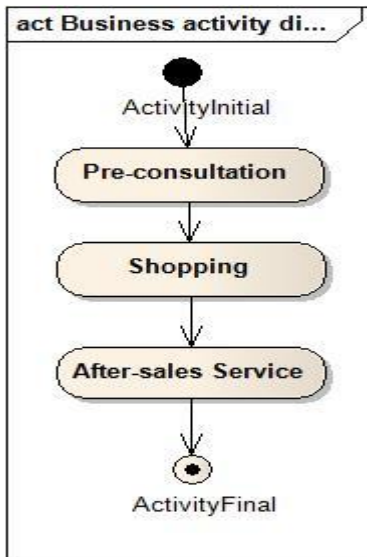 act Business activity di...
ActivityInitial
Pre-consultation
Shopping
After-sales Service
ActivityFinal